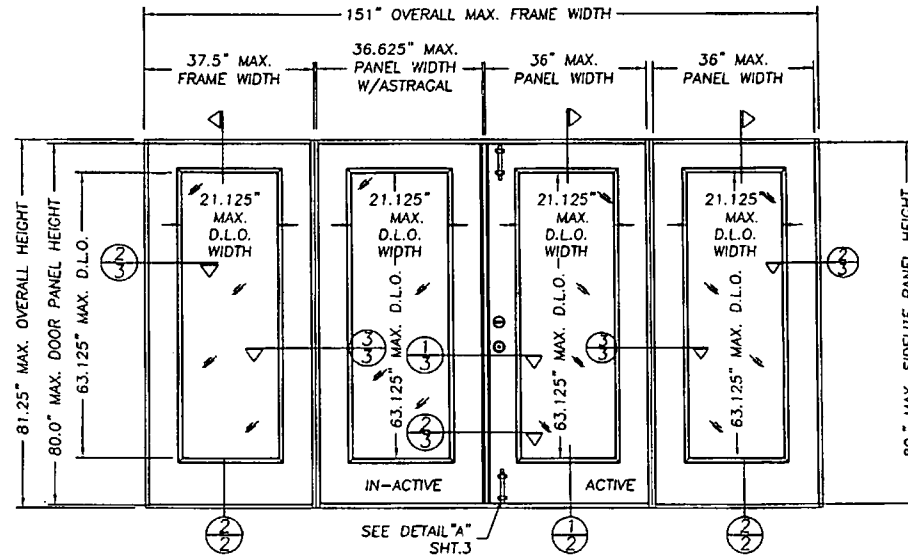 151" OVERALL MAX. FRAME WIDTH
37.5" MAX.
FRAME WIDTH
36.625" MAX.
PANEL WIDTH
W/ASTRAGAL
36" MAX.
PANEL WIDTH
36" MAX.
PANEL WIDTH
81.25" MAX. OVERALL HEIGHT
80.0" MAX. DOOR PANEL HEIGHT
63.125" MAX. D.L.O.
21.125"
MAX.
D.L.O.
WIDTH
21.125"
MAX.
D.L.O.
WIDTH
63.125" MAX. D.L.O.
21.125"
MAX.
D.L.O.
WIDTH
63.125" MAX. D.L.O.
21.125"
MAX.
D.L.O.
WIDTH
63.125" MAX. D.L.O.
MAX. SIDELITE PANEL HEIGHT
2
3
3
3
1
3
2
3
3
3
2
3
IN-ACTIVE
ACTIVE
SEE DETAIL "A"
SHT.3
2
2
1
2
2
2